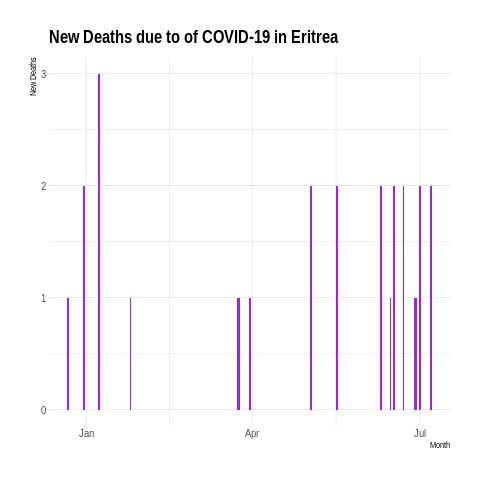 New Deaths due to of COVID-19 in Eritrea
New Deaths
3
2
1
0
Jan
Apr
Jul
Month